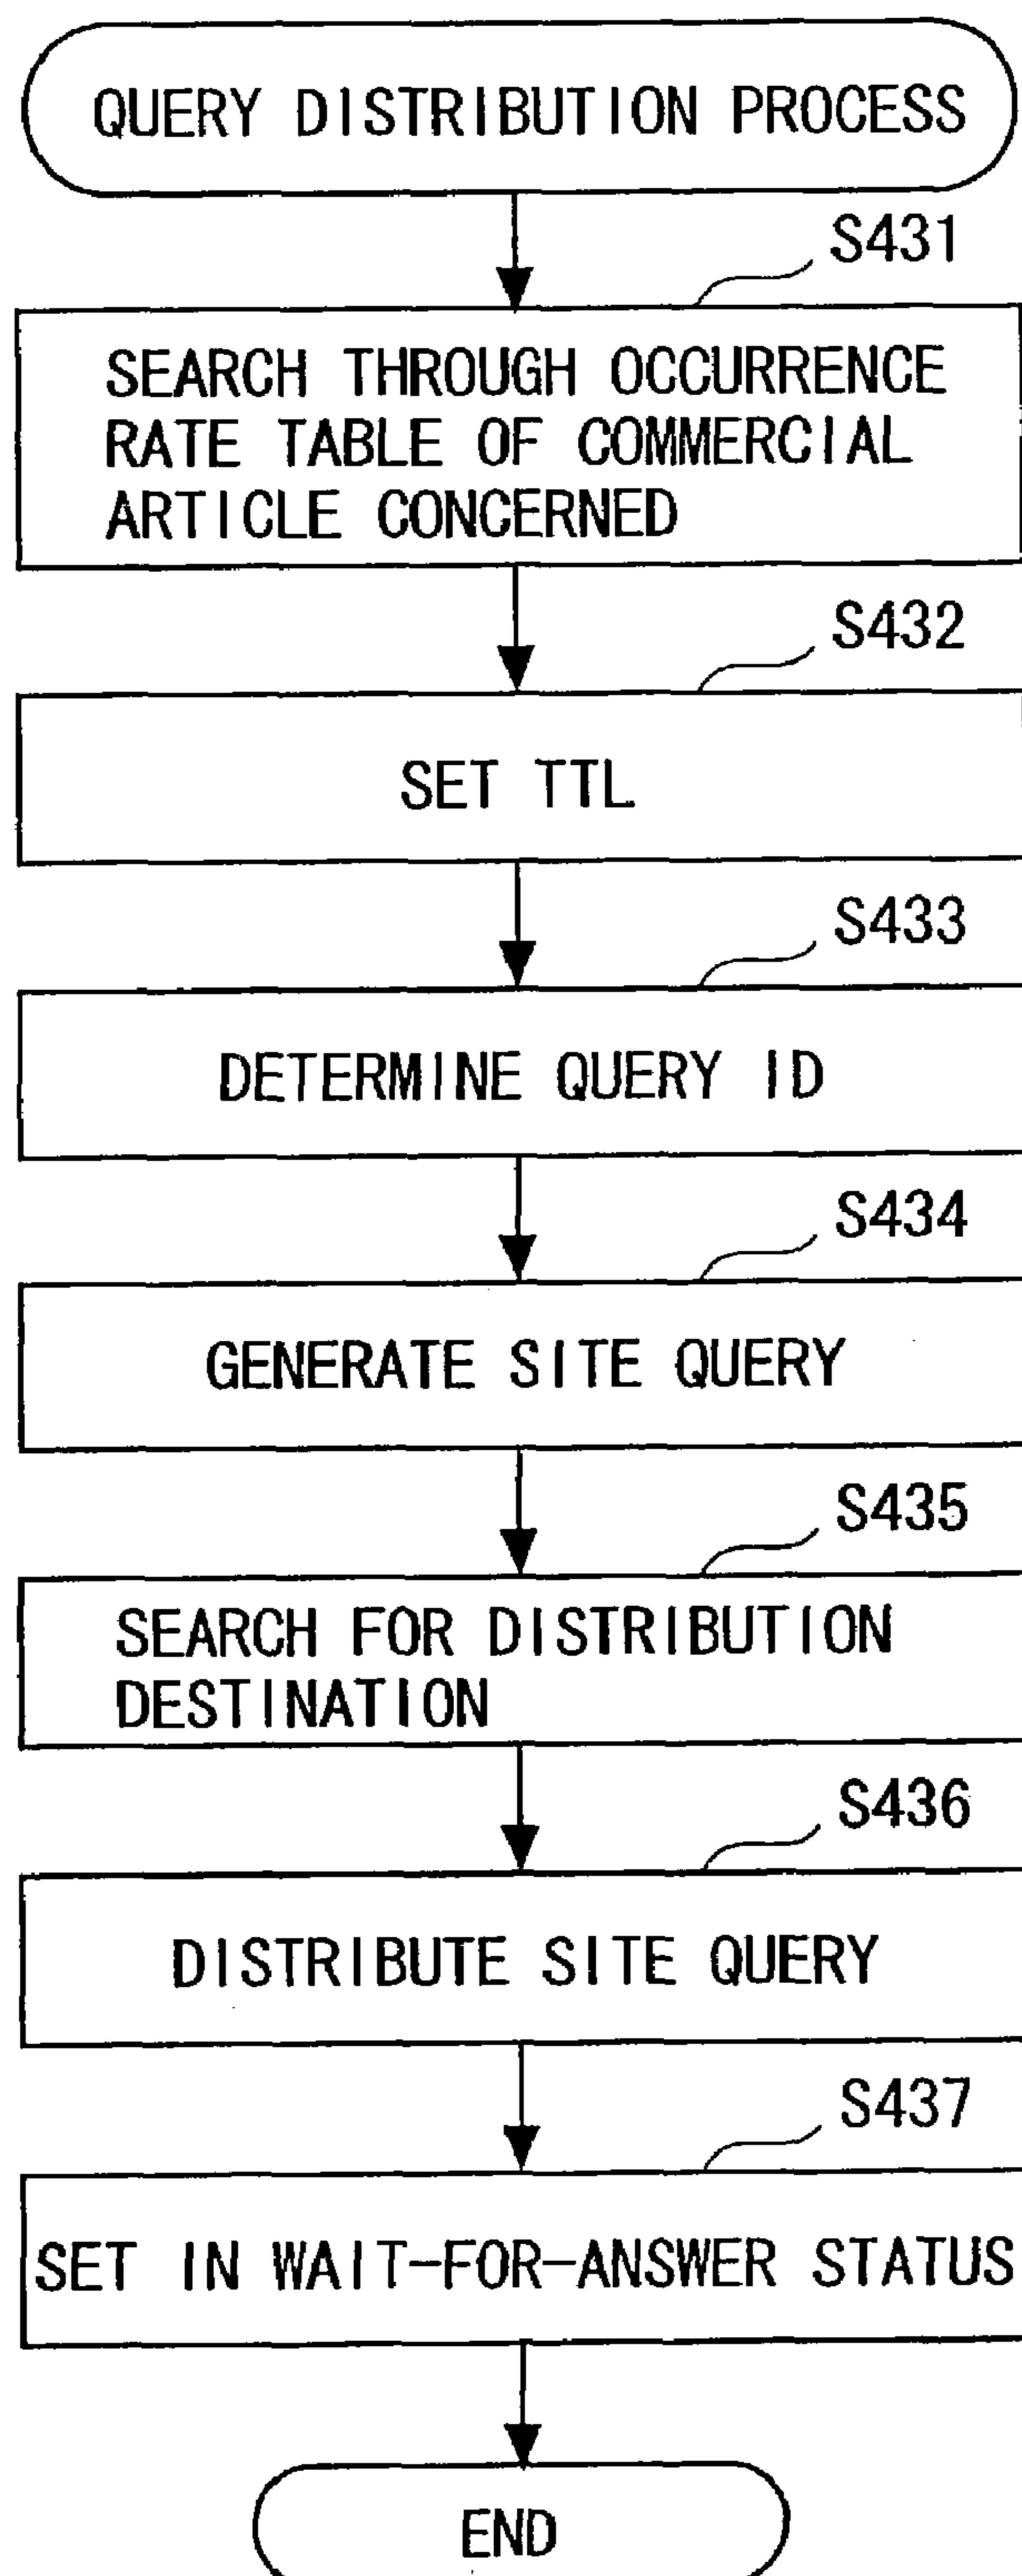 QUERY DISTRIBUTION PROCESS
S431
SEARCH THROUGH OCCURRENCE
RATE TABLE OF COMMERCIAL
ARTICLE CONCERNED
S432
SET TTL
S433
DETERMINE QUERY ID
S434
GENERATE SITE QUERY
S435
SEARCH FOR DISTRIBUTION
DESTINATION
S436
DISTRIBUTE SITE QUERY
S437
SET IN WAIT-FOR-ANSWER STATUS
END